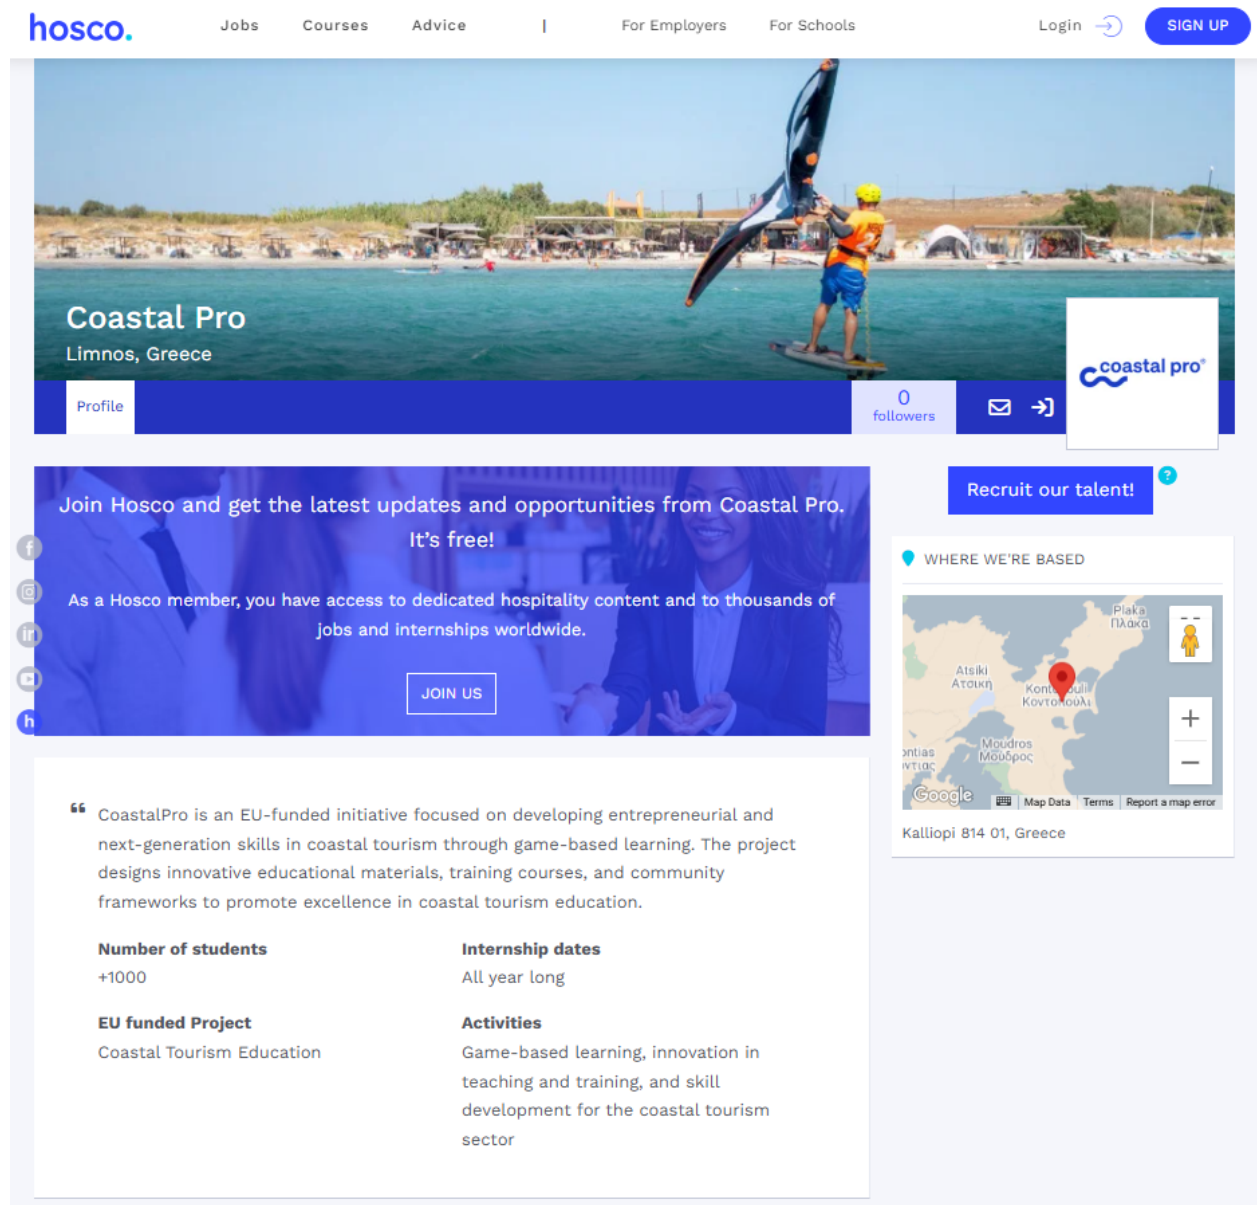 hosco.
Jobs
Courses
Advice
|
For Employers
For Schools
Login
SIGN UP
Coastal Pro
Limnos, Greece
coastal pro®
Profile
0
followers
Join Hosco and get the latest updates and opportunities from Coastal Pro.
It's free!
As a Hosco member, you have access to dedicated hospitality content and to thousands of
jobs and internships worldwide.
JOIN US
Recruit our talent!
?
WHERE WE'RE BASED
Plaka
Πλάκα
Atsiki
Ατσική
Κοντοπούλι
Moudros
Μούδρος
Google
Map Data
Terms
Report a map error
Kalliopi 814 01, Greece
f
in
h
❝ CoastalPro is an EU-funded initiative focused on developing entrepreneurial and
next-generation skills in coastal tourism through game-based learning. The project
designs innovative educational materials, training courses, and community
frameworks to promote excellence in coastal tourism education.
Number of students
+1000
Internship dates
All year long
EU funded Project
Coastal Tourism Education
Activities
Game-based learning, innovation in
teaching and training, and skill
development for the coastal tourism
sector